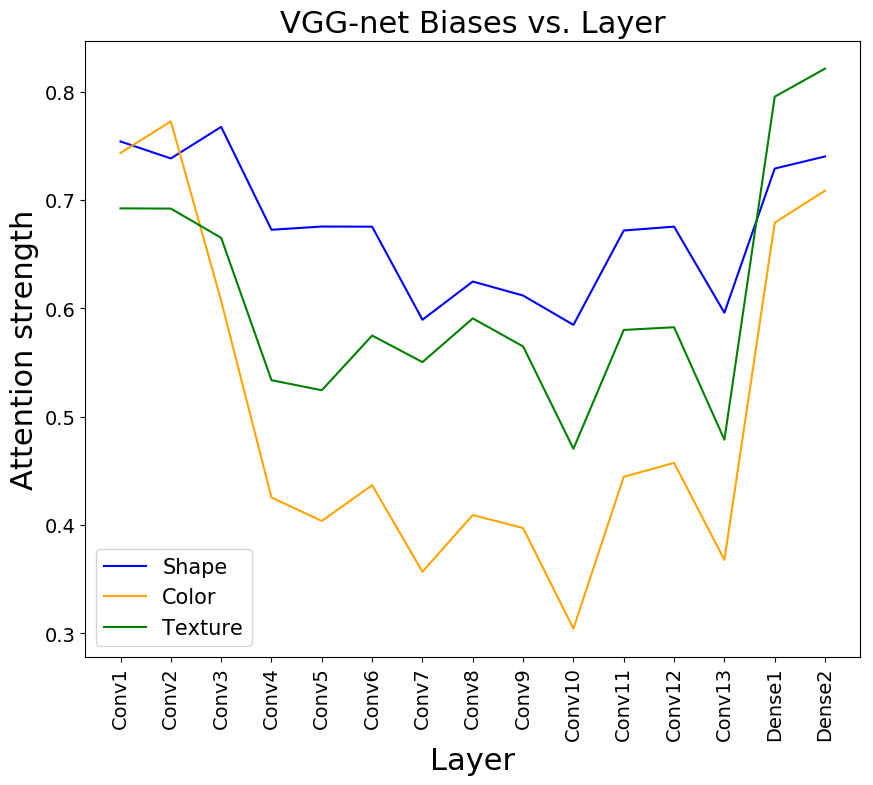 VGG-net Biases vs. Layer
Attention strength
0.8
0.7
0.6
0.5
0.4
0.3
Shape
Color
Texture
Conv1
Conv2
Conv3
Conv4
Conv5
Conv6
Conv7
Conv8
Conv9
Conv10
Conv11
Conv12
Conv13
Dense1
Dense2
Layer